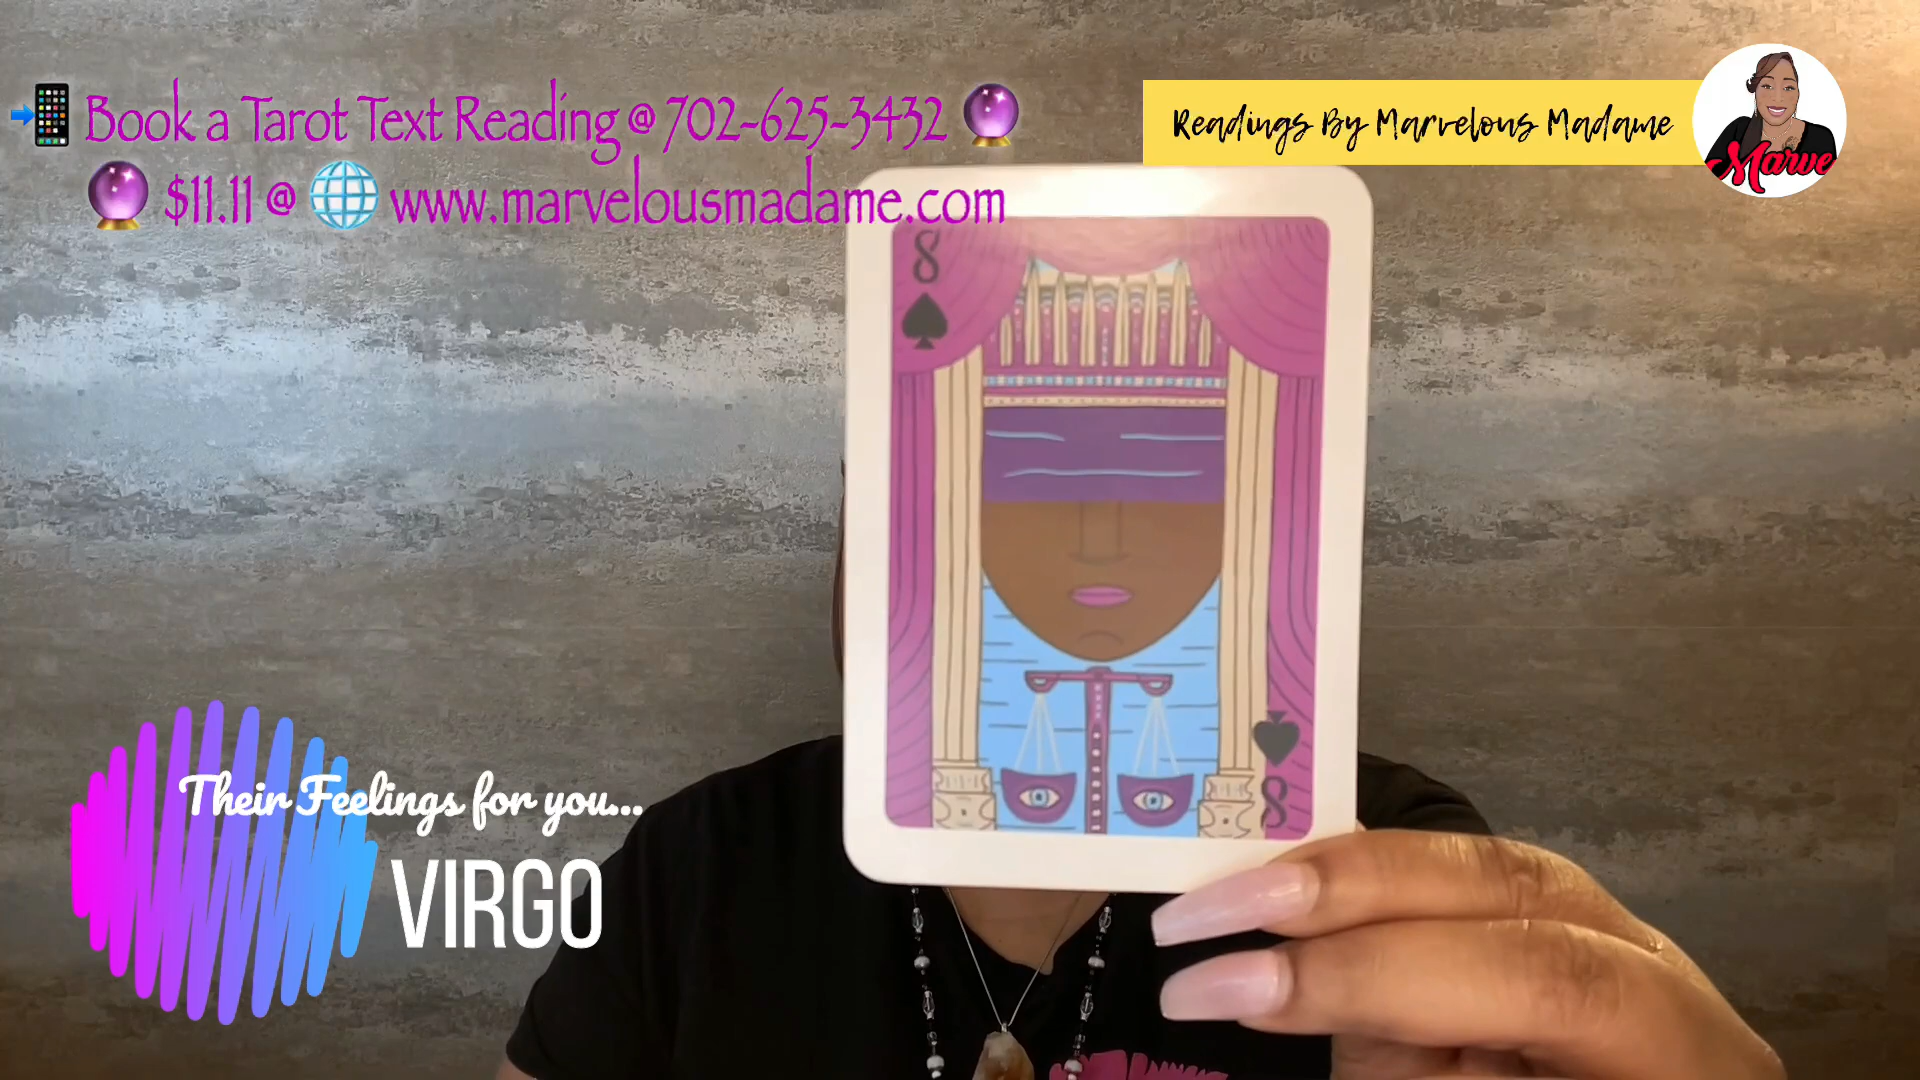 Book a Tarot Text Reading @ 702-625-3432
$11.11 @ www.marvelousmadame.com
Readings By Marvelous Madame
Marve
8
8
Their Feelings for you...
VIRGO